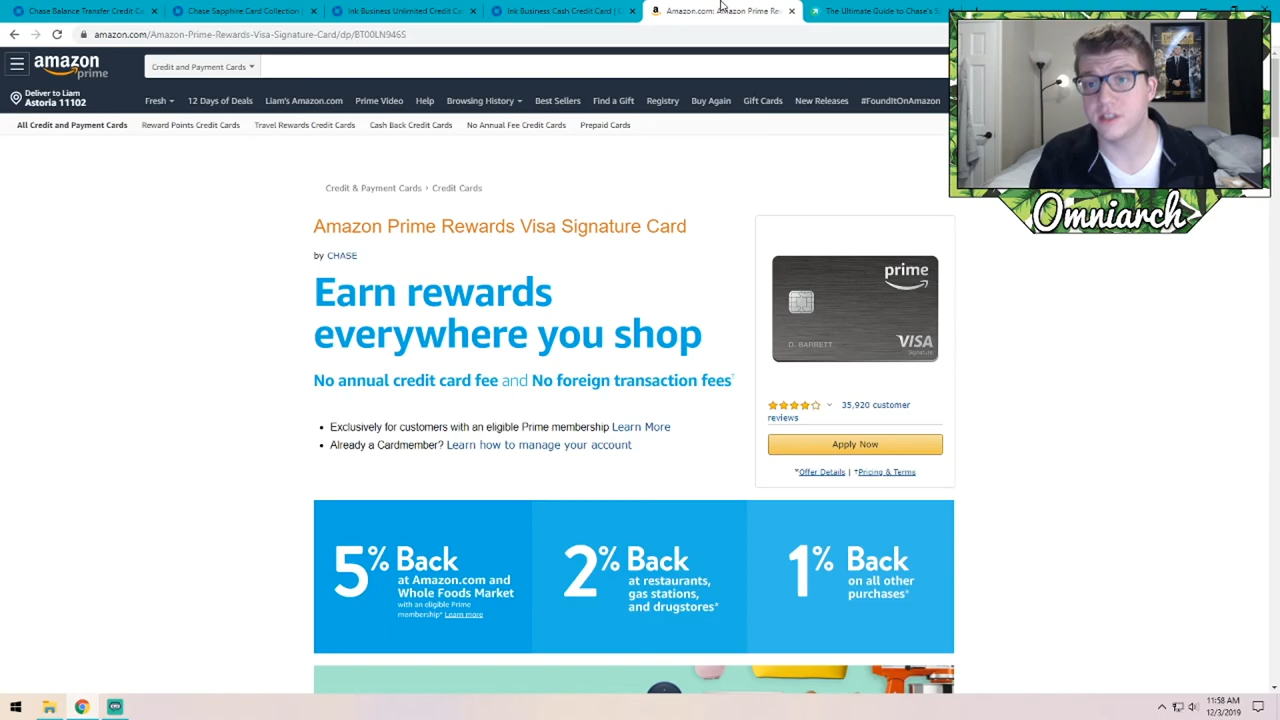 Chase Balance Transfer Credit C
Chase Sapphire Card Collection |
Ink Business Unlimited Credit C
Ink Business Cash Credit Card | C
Amazon.com: Amazon Prime Re
The Ultimate Guide to Chase's
amazon.com/Amazon-Prime-Rewards-Visa-Signature-Card/dp/BT00LN946S
amazon
prime
Credit and Payment Cards
Deliver to Liam
Astoria 11102
Fresh
12 Days of Deals
Liam's Amazon.com
Prime Video
Help
Browsing History
Best Sellers
Find a Gift
Registry
Buy Again
Gift Cards
New Releases
#FoundItOnAmazon
All Credit and Payment Cards
Reward Points Credit Cards
Travel Rewards Credit Cards
Cash Back Credit Cards
No Annual Fee Credit Cards
Prepaid Cards
Omniarch
Credit & Payment Cards › Credit Cards
Amazon Prime Rewards Visa Signature Card
by CHASE
Earn rewards
everywhere you shop
No annual credit card fee and No foreign transaction fees†
• Exclusively for customers with an eligible Prime membership Learn More
• Already a Cardmember? Learn how to manage your account
prime
D. BARRETT
VISA
Signature
35,920 customer
reviews
Apply Now
*Offer Details | †Pricing & Terms
5% Back
at Amazon.com and
Whole Foods Market
with an eligible Prime
membership* Learn more
2% Back
at restaurants,
gas stations,
and drugstores*
1% Back
on all other
purchases*
11:58 AM
12/3/2019